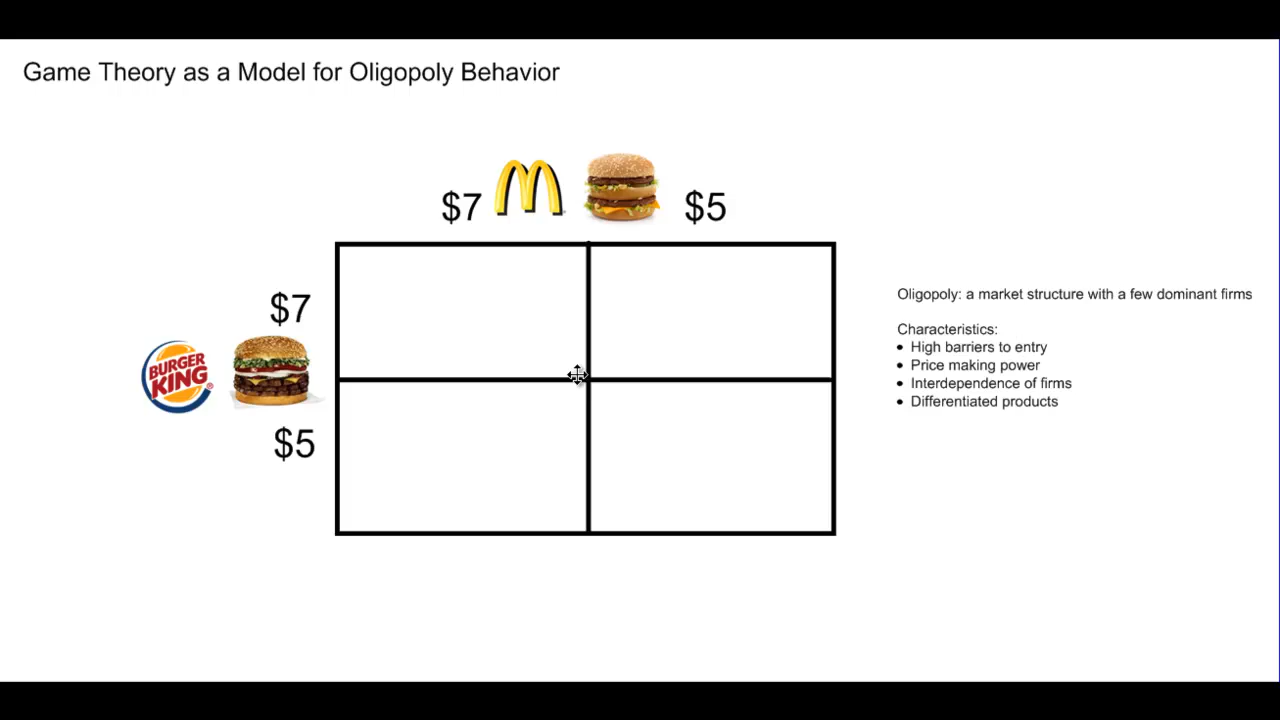 Game Theory as a Model for Oligopoly Behavior
$7
$5
$7
BURGER
KING®
$5
Oligopoly: a market structure with a few dominant firms
Characteristics:
• High barriers to entry
• Price making power
• Interdependence of firms
• Differentiated products